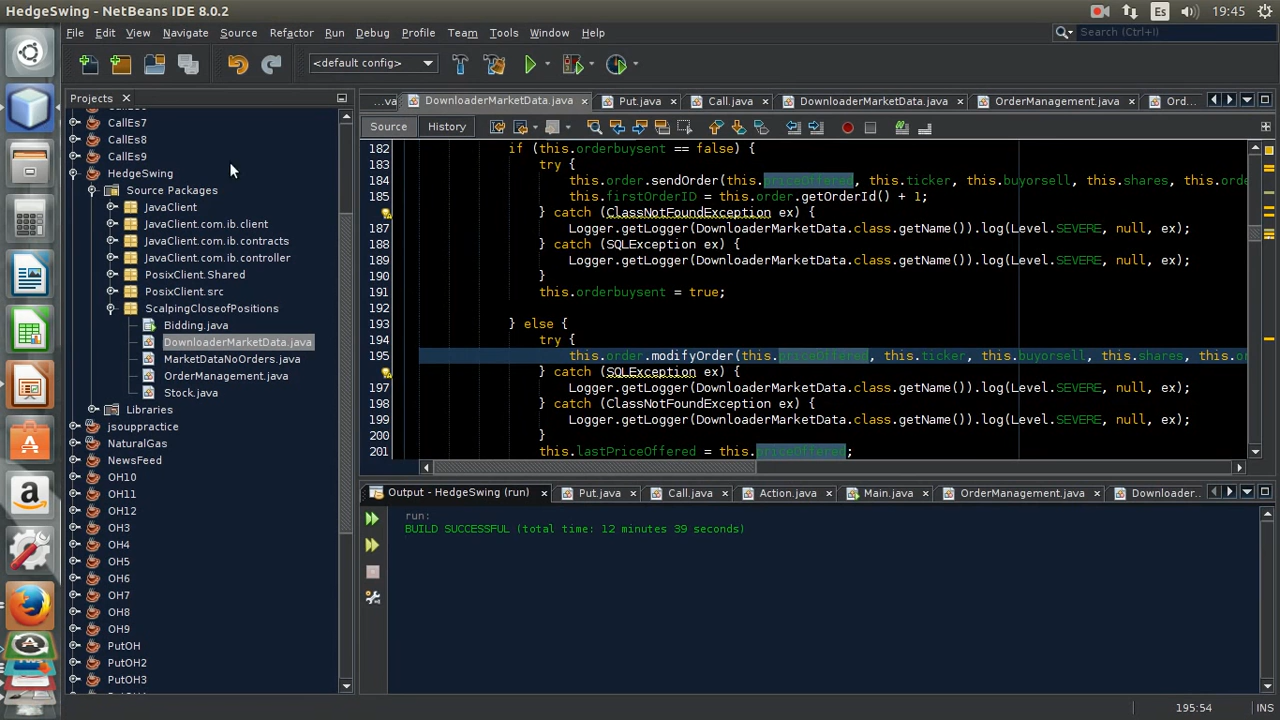 HedgeSwing - NetBeans IDE 8.0.2
Es
19:45
File Edit View Navigate Source Refactor Run Debug Profile Team Tools Window Help
Search (Ctrl+I)
<default config>
Projects
CallEs7
CallEs8
CallEs9
HedgeSwing
Source Packages
JavaClient
JavaClient.com.ib.client
JavaClient.com.ib.contracts
JavaClient.com.ib.controller
PosixClient.Shared
PosixClient.src
ScalpingCloseofPositions
Bidding.java
DownloaderMarketData.java
MarketDataNoOrders.java
OrderManagement.java
Stock.java
Libraries
jsouppractice
NaturalGas
NewsFeed
OH10
OH11
OH12
OH3
OH4
OH5
OH6
OH7
OH8
OH9
PutOH
PutOH2
PutOH3
...va DownloaderMarketData.java Put.java Call.java DownloaderMarketData.java OrderManagement.java Ord...
Source History
182 if (this.orderbuysent == false) {
183 try {
184 this.order.sendOrder(this.priceOffered, this.ticker, this.buyorsell, this.shares, this.orde
185 this.firstOrderID = this.order.getOrderId() + 1;
} catch (ClassNotFoundException ex) {
187 Logger.getLogger(DownloaderMarketData.class.getName()).log(Level.SEVERE, null, ex);
188 } catch (SQLException ex) {
189 Logger.getLogger(DownloaderMarketData.class.getName()).log(Level.SEVERE, null, ex);
190 }
191 this.orderbuysent = true;
192
193 } else {
194 try {
195 this.order.modifyOrder(this.priceOffered, this.ticker, this.buyorsell, this.shares, this.or
} catch (SQLException ex) {
197 Logger.getLogger(DownloaderMarketData.class.getName()).log(Level.SEVERE, null, ex);
198 } catch (ClassNotFoundException ex) {
199 Logger.getLogger(DownloaderMarketData.class.getName()).log(Level.SEVERE, null, ex);
200 }
201 this.lastPriceOffered = this.priceOffered;
Output - HedgeSwing (run) Put.java Call.java Action.java Main.java OrderManagement.java Downloader...
run:
BUILD SUCCESSFUL (total time: 12 minutes 39 seconds)
195:54
INS